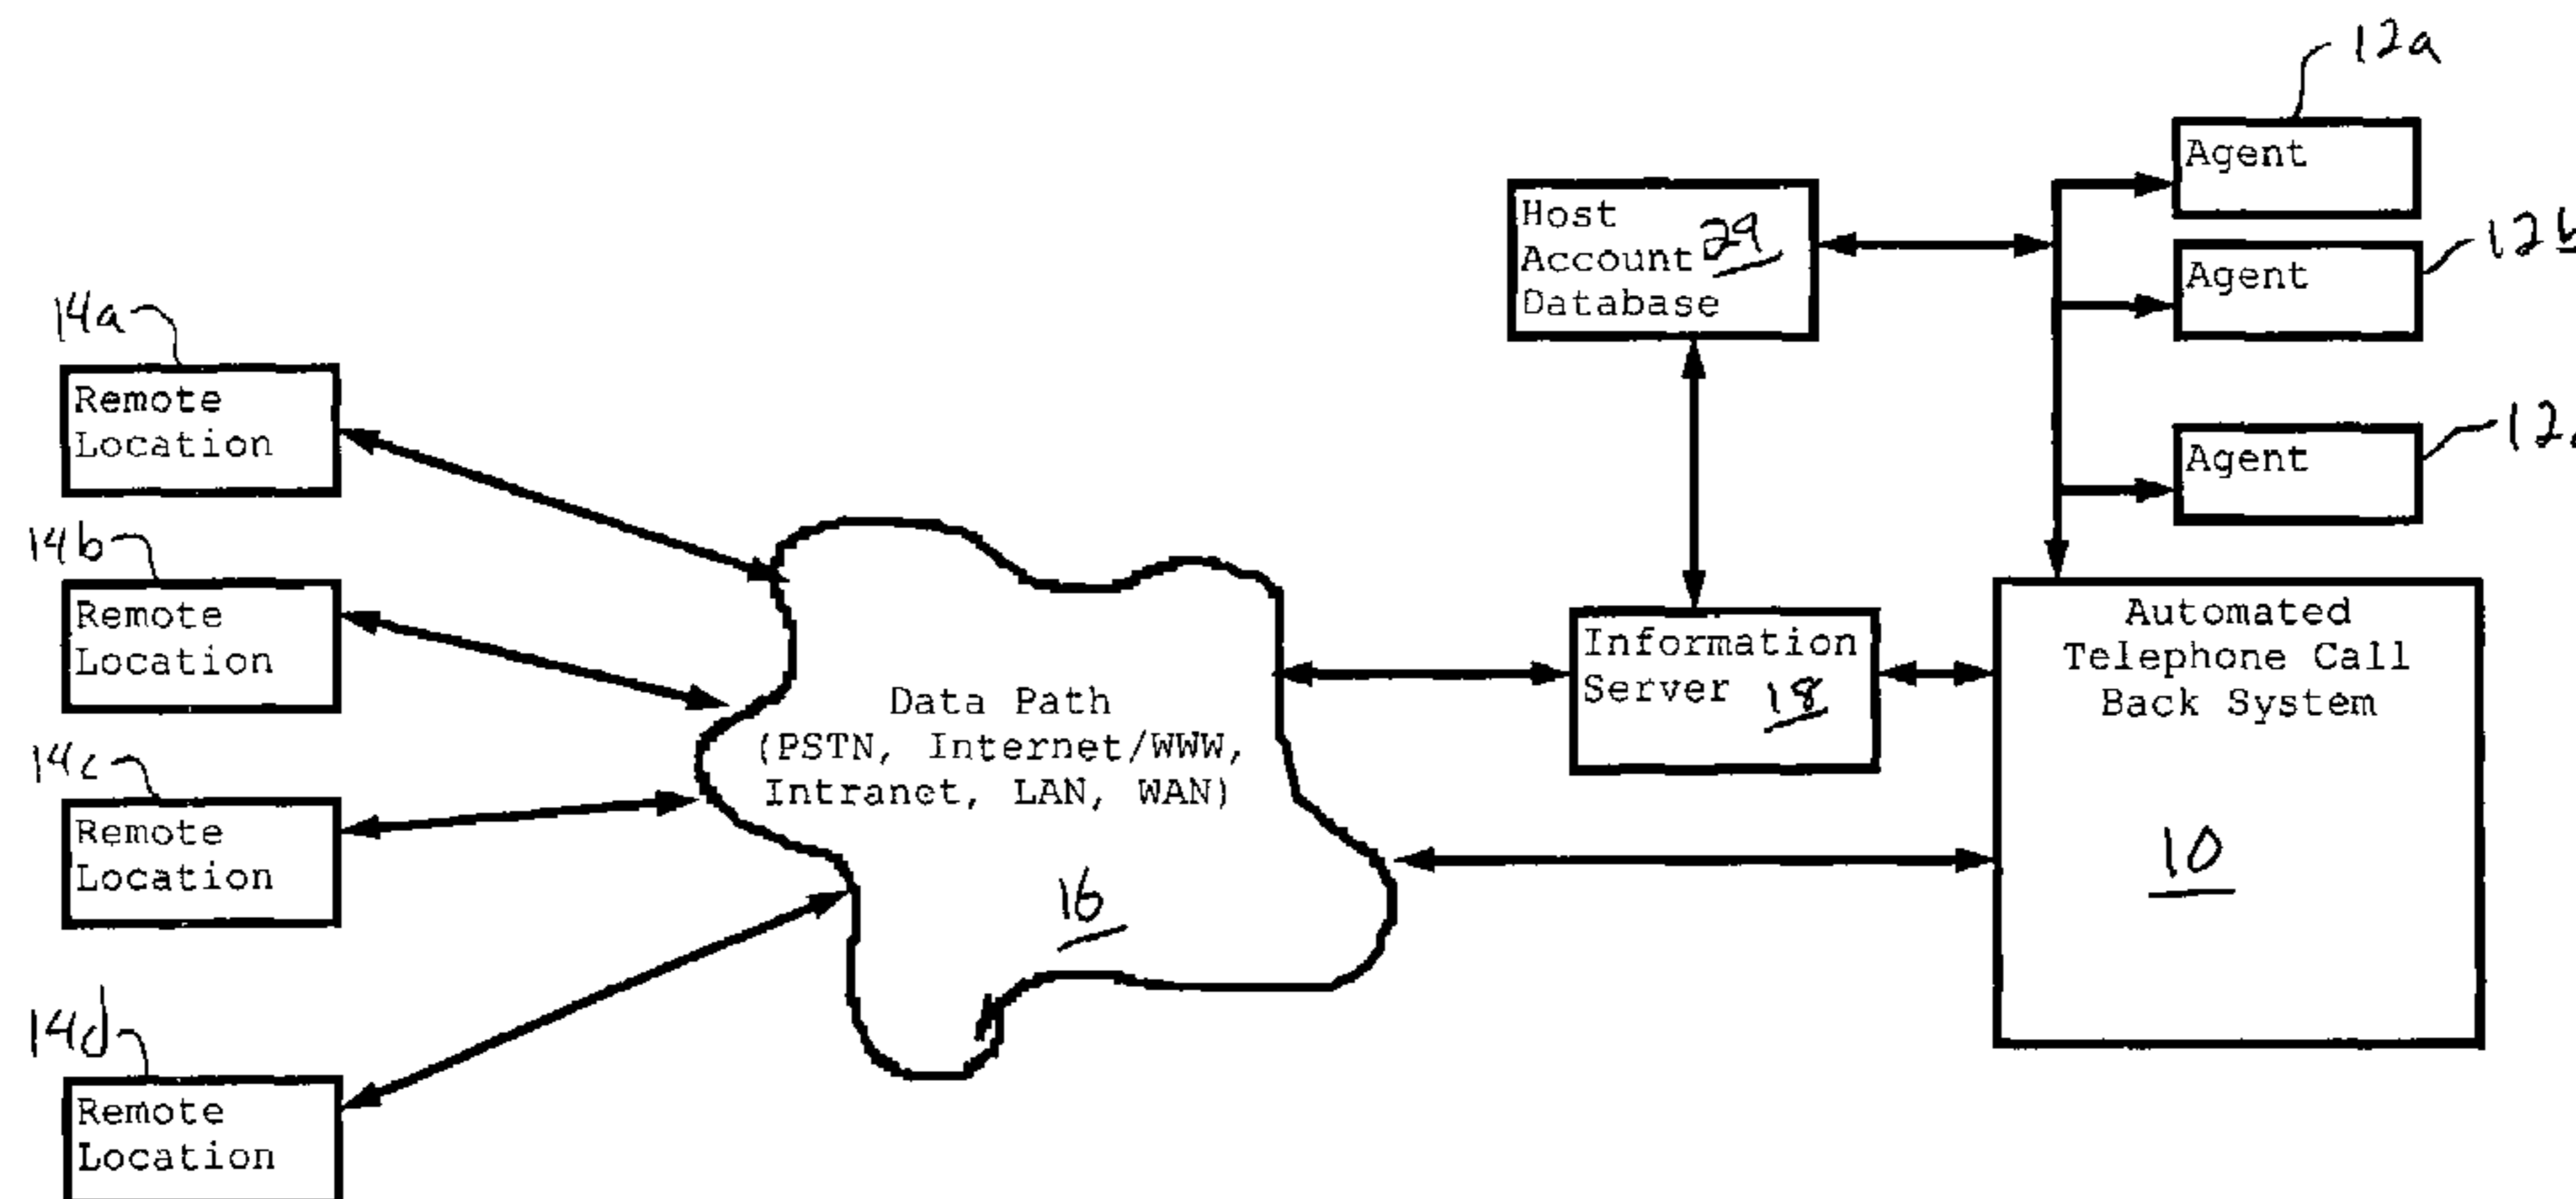 12a
Agent
Host
Account 29
Database
Agent
14a
Remote
Location
Agent
14b
Remote
Location
Automated
Telephone Call
Back System
10
Information
Server 18
Data Path
(PSTN, Internet/WWW,
Intranet, LAN, WAN)
16
14c
Remote
Location
14d
Remote
Location